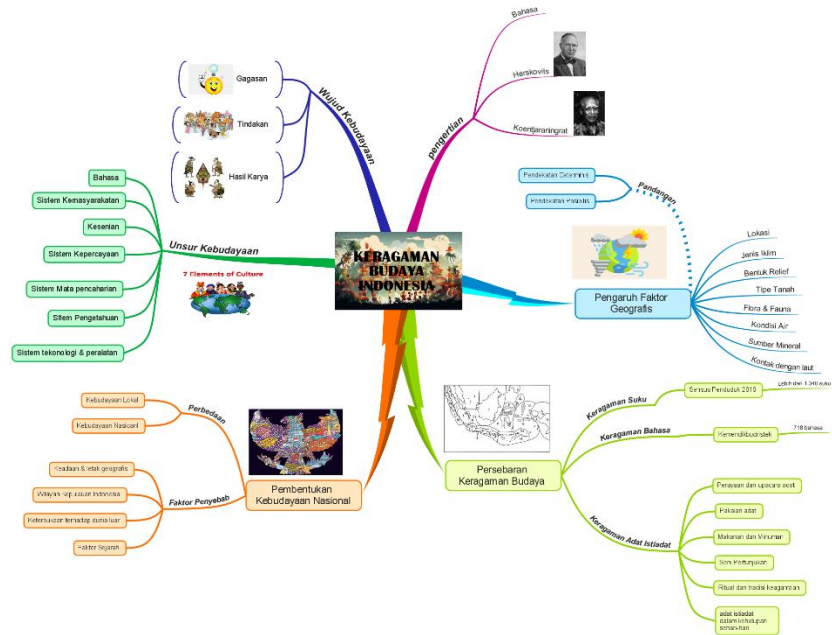 KERAGAMAN
BUDAYA
INDONESIA
pengertian
Bahasa
Herskovits
Koentjaraningrat
Wujud Kebudayaan
Gagasan
Tindakan
Hasil Karya
Unsur Kebudayaan
7 Elements of Culture
Bahasa
Sistem Kemasyarakatan
Kesenian
Sistem Kepercayaan
Sistem Mata pencaharian
Sitem Pengetahuan
Sistem tekonologi & peralatan
Pengaruh Faktor
Geografis
Pandangan
Pendekatan Determinis
Pendekatan Posibilis
Lokasi
Jenis Iklim
Bentuk Relief
Tipe Tanah
Flora & Fauna
Kondisi Air
Sumber Mineral
Kontak dengan laut
Persebaran
Keragaman Budaya
Keragaman Suku
Sensus Penduduk 2010
Lebih dari 1.340 suku
Keragaman Bahasa
Kemendikbudristek
718 bahasa
Keragaman Adat Istiadat
Perayaan dan upacara adat
Pakaian adat
Makanan dan Minuman
Seni Pertunjukan
Ritual dan tradisi keagamaan
adat istiadat
dalam kehidupan
sehari-hari
Pembentukan
Kebudayaan Nasional
Perbedaan
Kebudayaan Lokal
Kebudayaan Nasioanl
Faktor Penyebab
Keadaan & letak geografis
Wilayah kepulauan Indonesia
Keterbukaan terhadap dunia luar
Faktor Sejarah